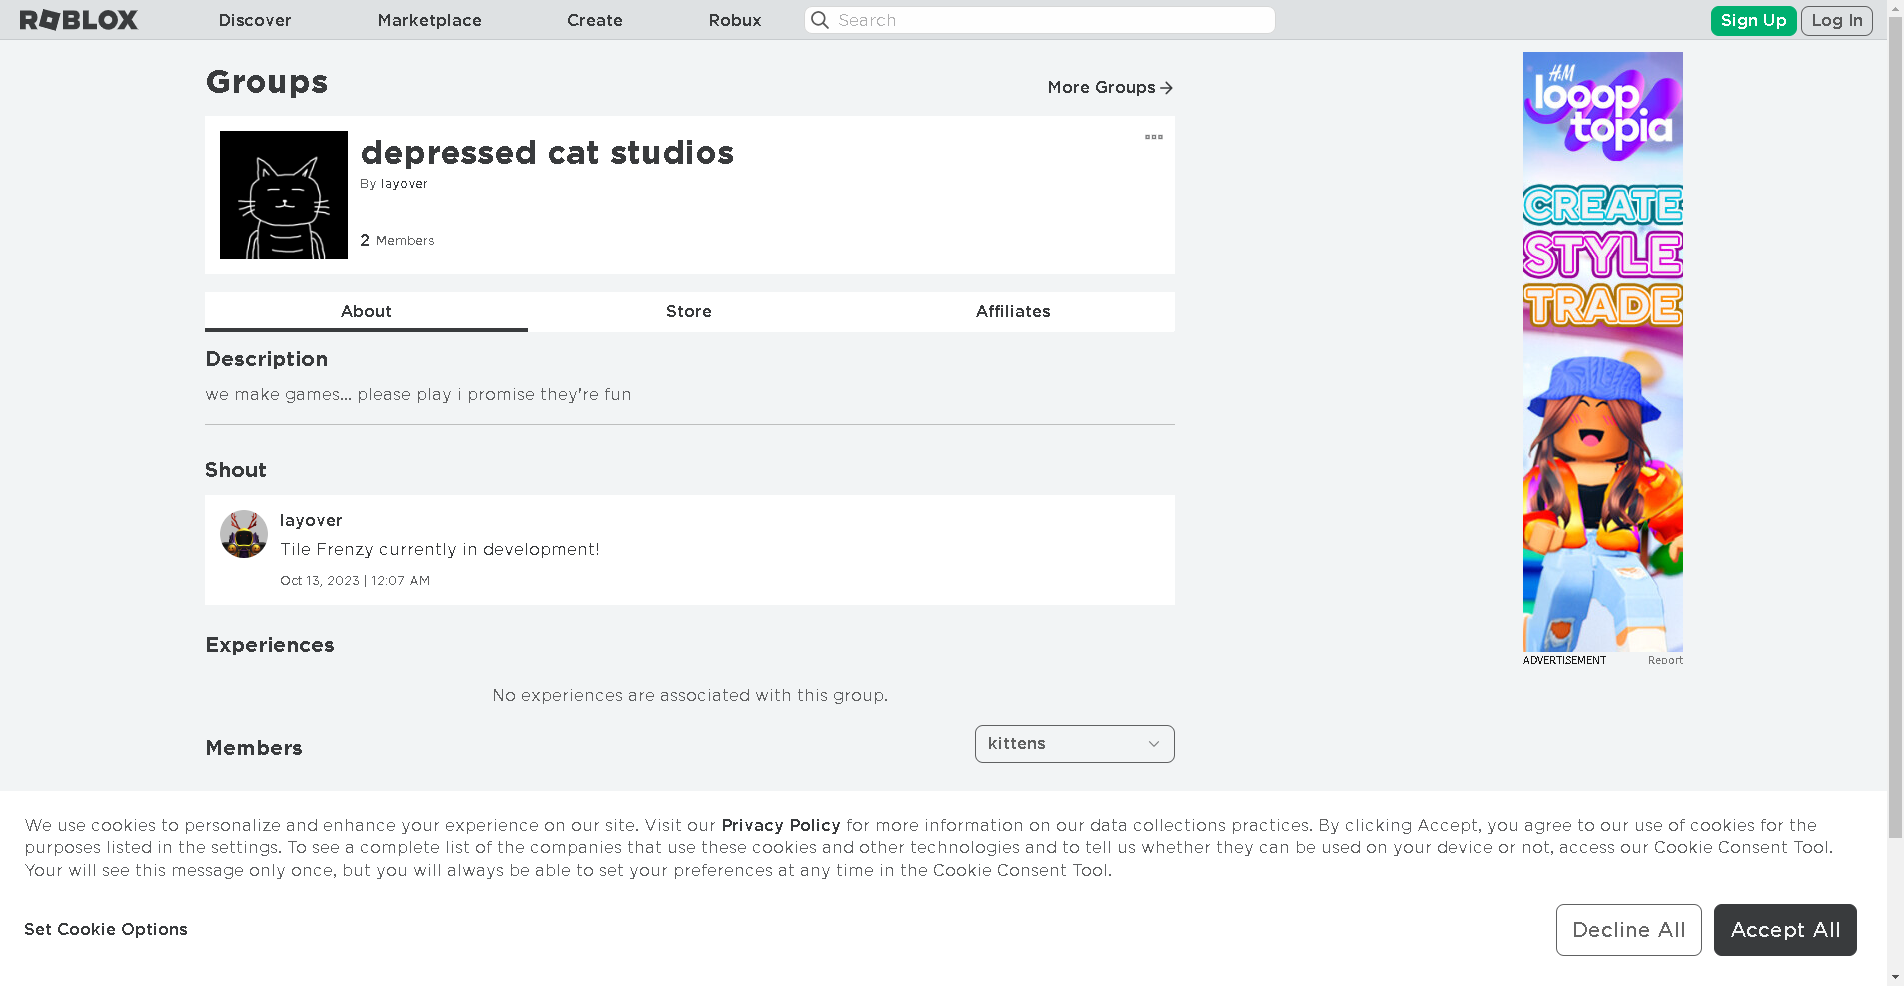 ROBLOX Discover Marketplace Create Robux Search Sign Up Log In
Groups
More Groups
depressed cat studios
By layover
2 Members
About Store Affiliates
Description
we make games... please play i promise they're fun
Shout
layover
Tile Frenzy currently in development!
Oct 13, 2023 | 12:07 AM
Experiences
No experiences are associated with this group.
Members
kittens
H&M
looop
topia
CREATE
STYLE
TRADE
ADVERTISEMENT Report
We use cookies to personalize and enhance your experience on our site. Visit our Privacy Policy for more information on our data collections practices. By clicking Accept, you agree to our use of cookies for the
purposes listed in the settings. To see a complete list of the companies that use these cookies and other technologies and to tell us whether they can be used on your device or not, access our Cookie Consent Tool.
Your will see this message only once, but you will always be able to set your preferences at any time in the Cookie Consent Tool.
Set Cookie Options
Decline All Accept All